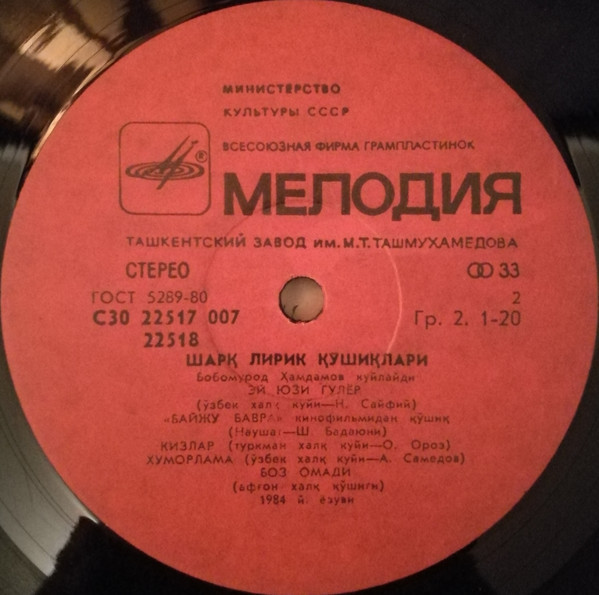 МИНИСТЕРСТВО
КУЛЬТУРЫ СССР
ВСЕСОЮЗНАЯ ФИРМА ГРАМПЛАСТИНОК
®
МЕЛОДИЯ
ТАШКЕНТСКИЙ ЗАВОД ИМ. М.Т. ТАШМУХАМЕДОВА
СТЕРЕО 33
ГОСТ 5289-80 2
С30 22517 007 Гр. 2. 1-20
22518
ШАРҚ ЛИРИК ҚУШИҚЛАРИ
Бобомурод Ҳамдамов куйлайди
ЭЙ ЮЗИ ГУЛЁР
(ўзбек халқ куйи—Н. Сайфий)
«БАЙЖУ БАВРА» кинофильмидан қўшиқ
(Науша—Ш. Бадаюни)
КИЗЛАР (туркман халқ куйи—О. Ороз)
ХУМОРЛАМА (ўзбек халқ куйи—А. Самедов)
БОЗ ОМАДИ
(афғон халқ қўшиғи)
1984 й. ёзуви